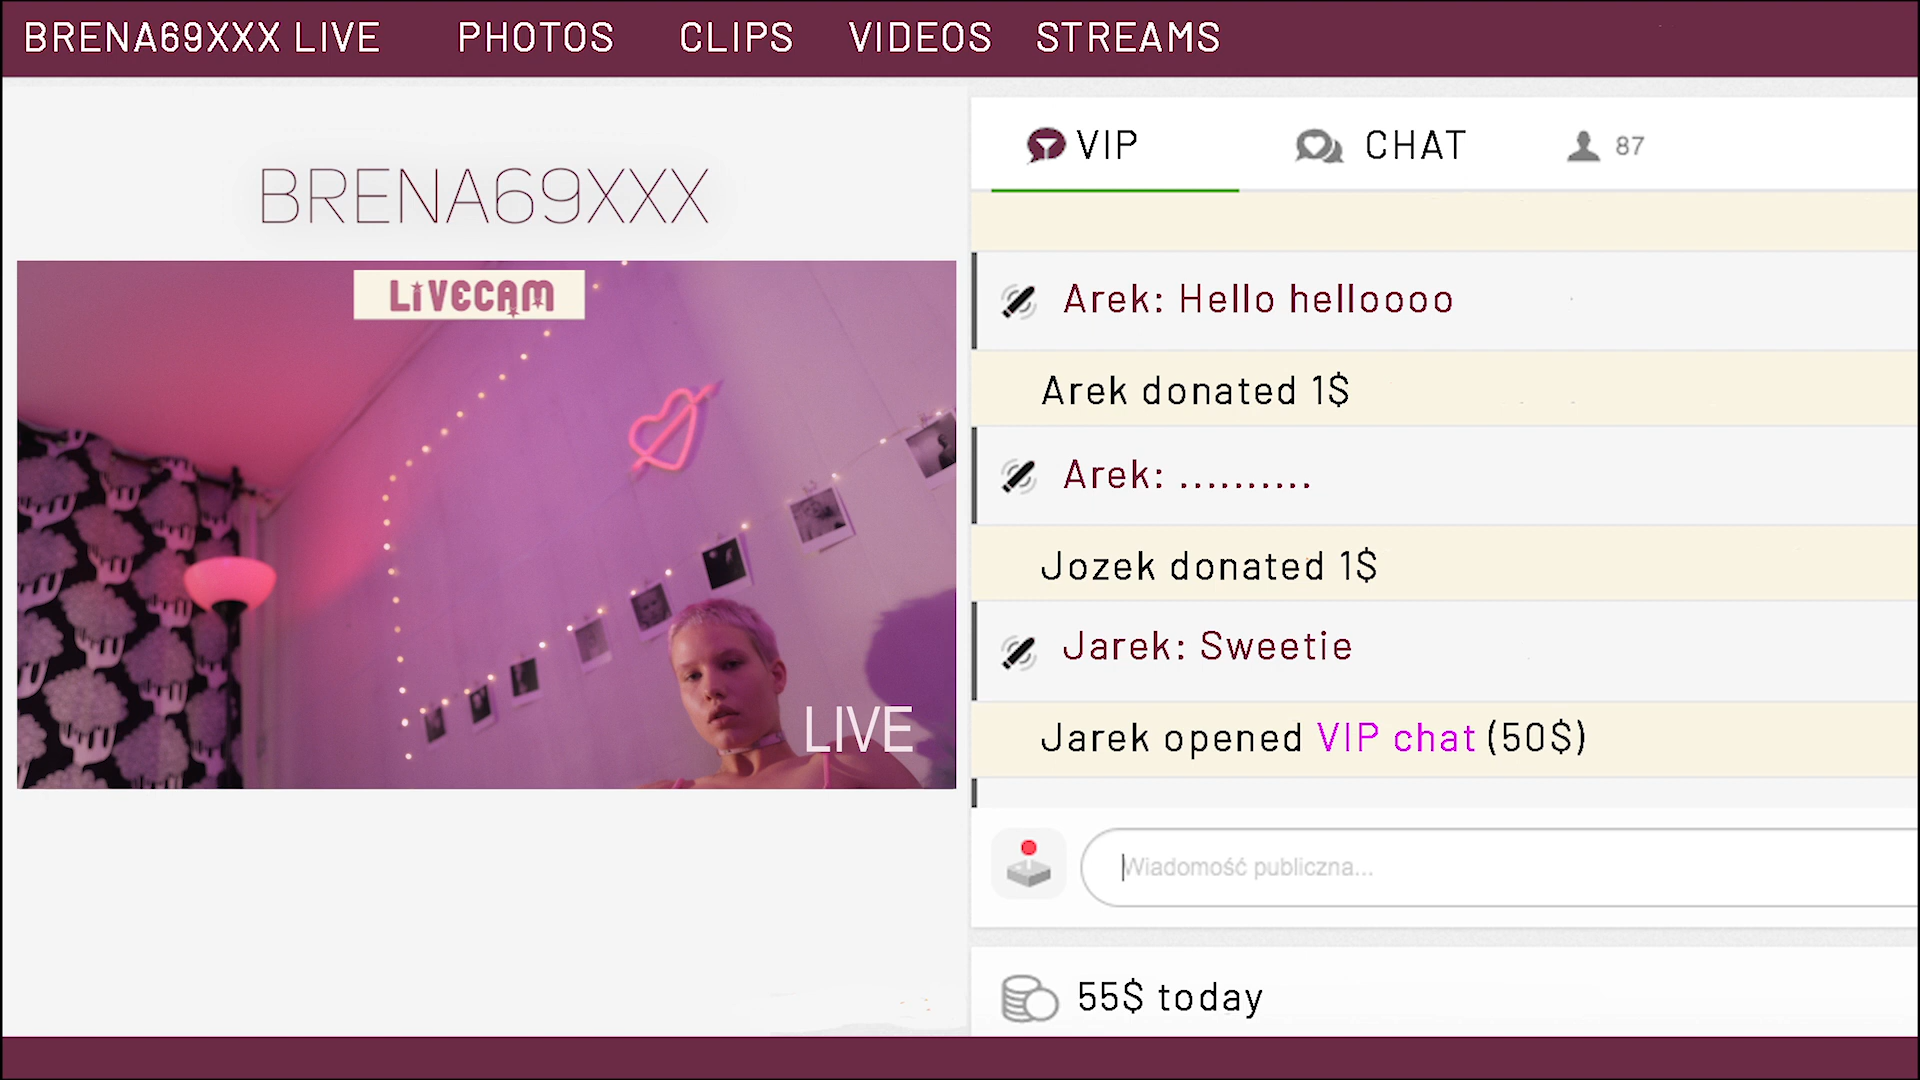 BRENA69XXX LIVE PHOTOS CLIPS VIDEOS STREAMS
BRENA69XXX
LiVECAM
LIVE
VIP CHAT 87
Arek: Hello helloooo
Arek donated 1$
Arek: ..........
Jozek donated 1$
Jarek: Sweetie
Jarek opened VIP chat (50$)
Wiadomość publiczna...
55$ today